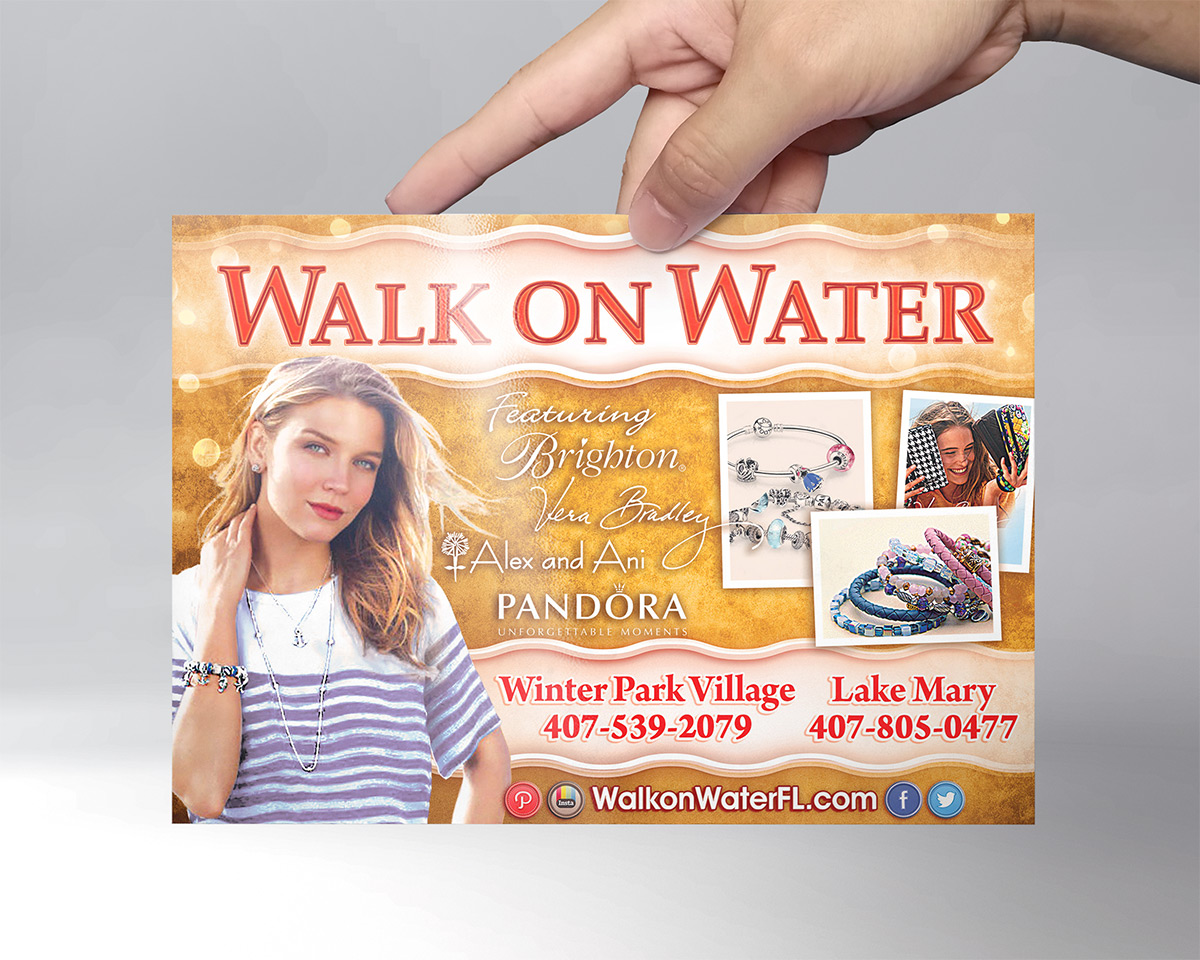 WALK ON WATER
Featuring
Brighton®
Vera Bradley
Alex and Ani
PANDORA
UNFORGETTABLE MOMENTS
Winter Park Village
407-539-2079
Lake Mary
407-805-0477
Insta
WalkonWaterFL.com